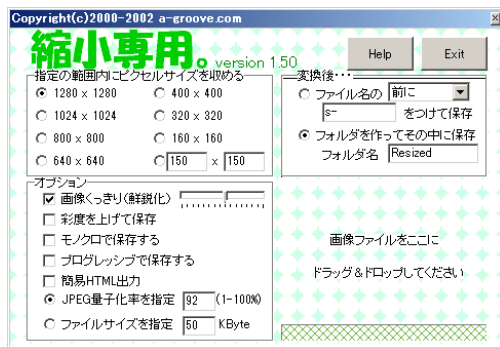 Copyright(c)2000-2002 a-groove.com
縮小専用。version 1.50
Help Exit
指定の範囲内にピクセルサイズを収める
1280 x 1280 400 x 400
1024 x 1024 320 x 320
800 x 800 160 x 160
640 x 640 150 x 150
変換後・・・
ファイル名の 前に
s- をつけて保存
フォルダを作ってその中に保存
フォルダ名 Resized
オプション
画像くっきり(鮮鋭化)
彩度を上げて保存
モノクロで保存する
プログレッシブで保存する
簡易HTML出力
JPEG量子化率を指定 92 (1-100%)
ファイルサイズを指定 50 KByte
画像ファイルをここに
ドラッグ&ドロップしてください